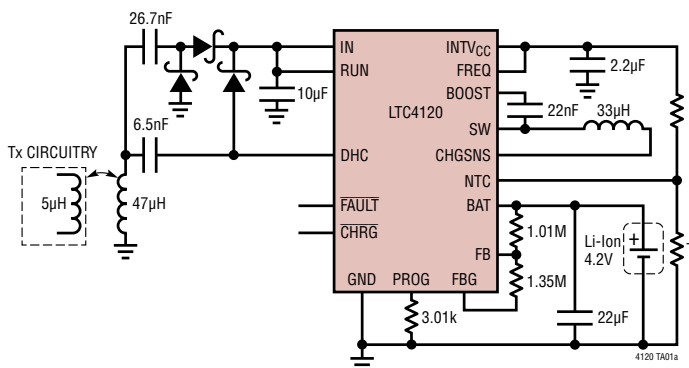 26.7nF
IN
INTVCC
2.2µF
RUN
FREQ
10µF
BOOST
LTC4120
22nF
33µH
6.5nF
SW
Tx CIRCUITRY
DHC
CHGSNS
NTC
5µH
47µH
FAULT
BAT
1.01M
CHRG
Li-Ion
4.2V
+
FB
1.35M
GND
PROG
FBG
3.01k
22µF
4120 TA01a